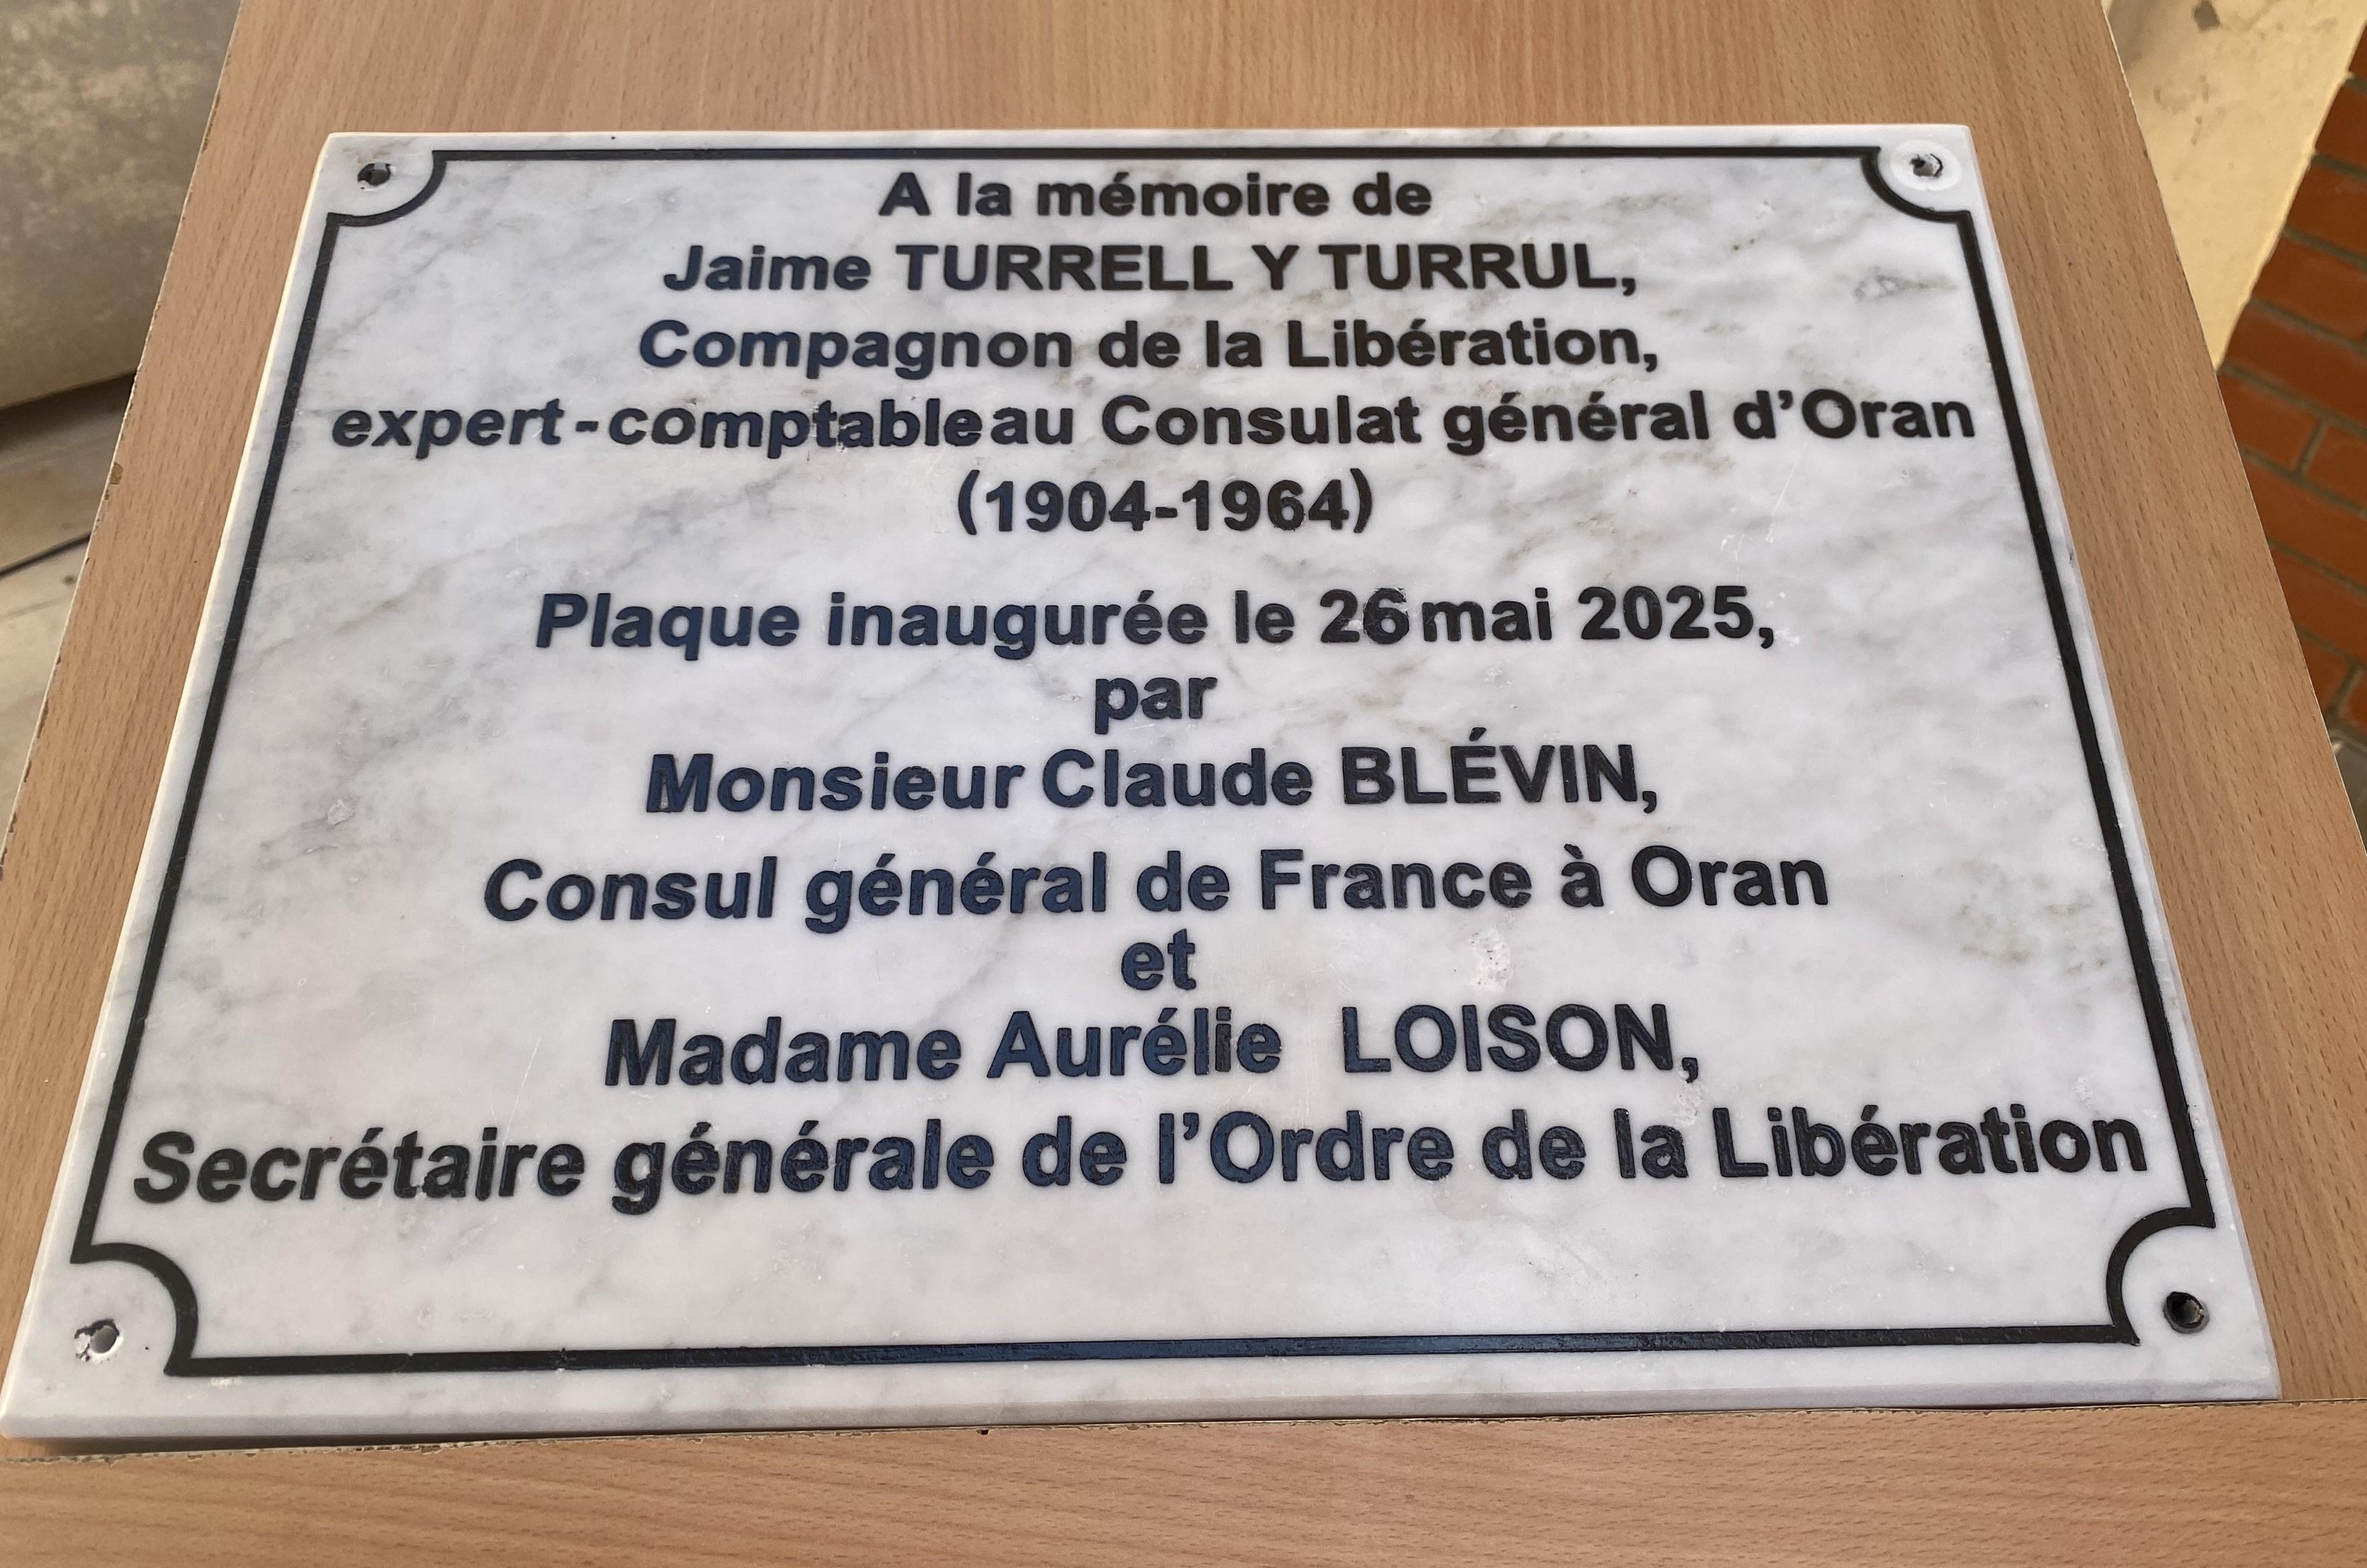 A la mémoire de
Jaime TURRELL Y TURRUL,
Compagnon de la Libération,
expert-comptable au Consulat général d'Oran
(1904-1964)
Plaque inaugurée le 26 mai 2025,
par
Monsieur Claude BLÉVIN,
Consul général de France à Oran
et
Madame Aurélie LOISON,
Secrétaire générale de l'Ordre de la Libération